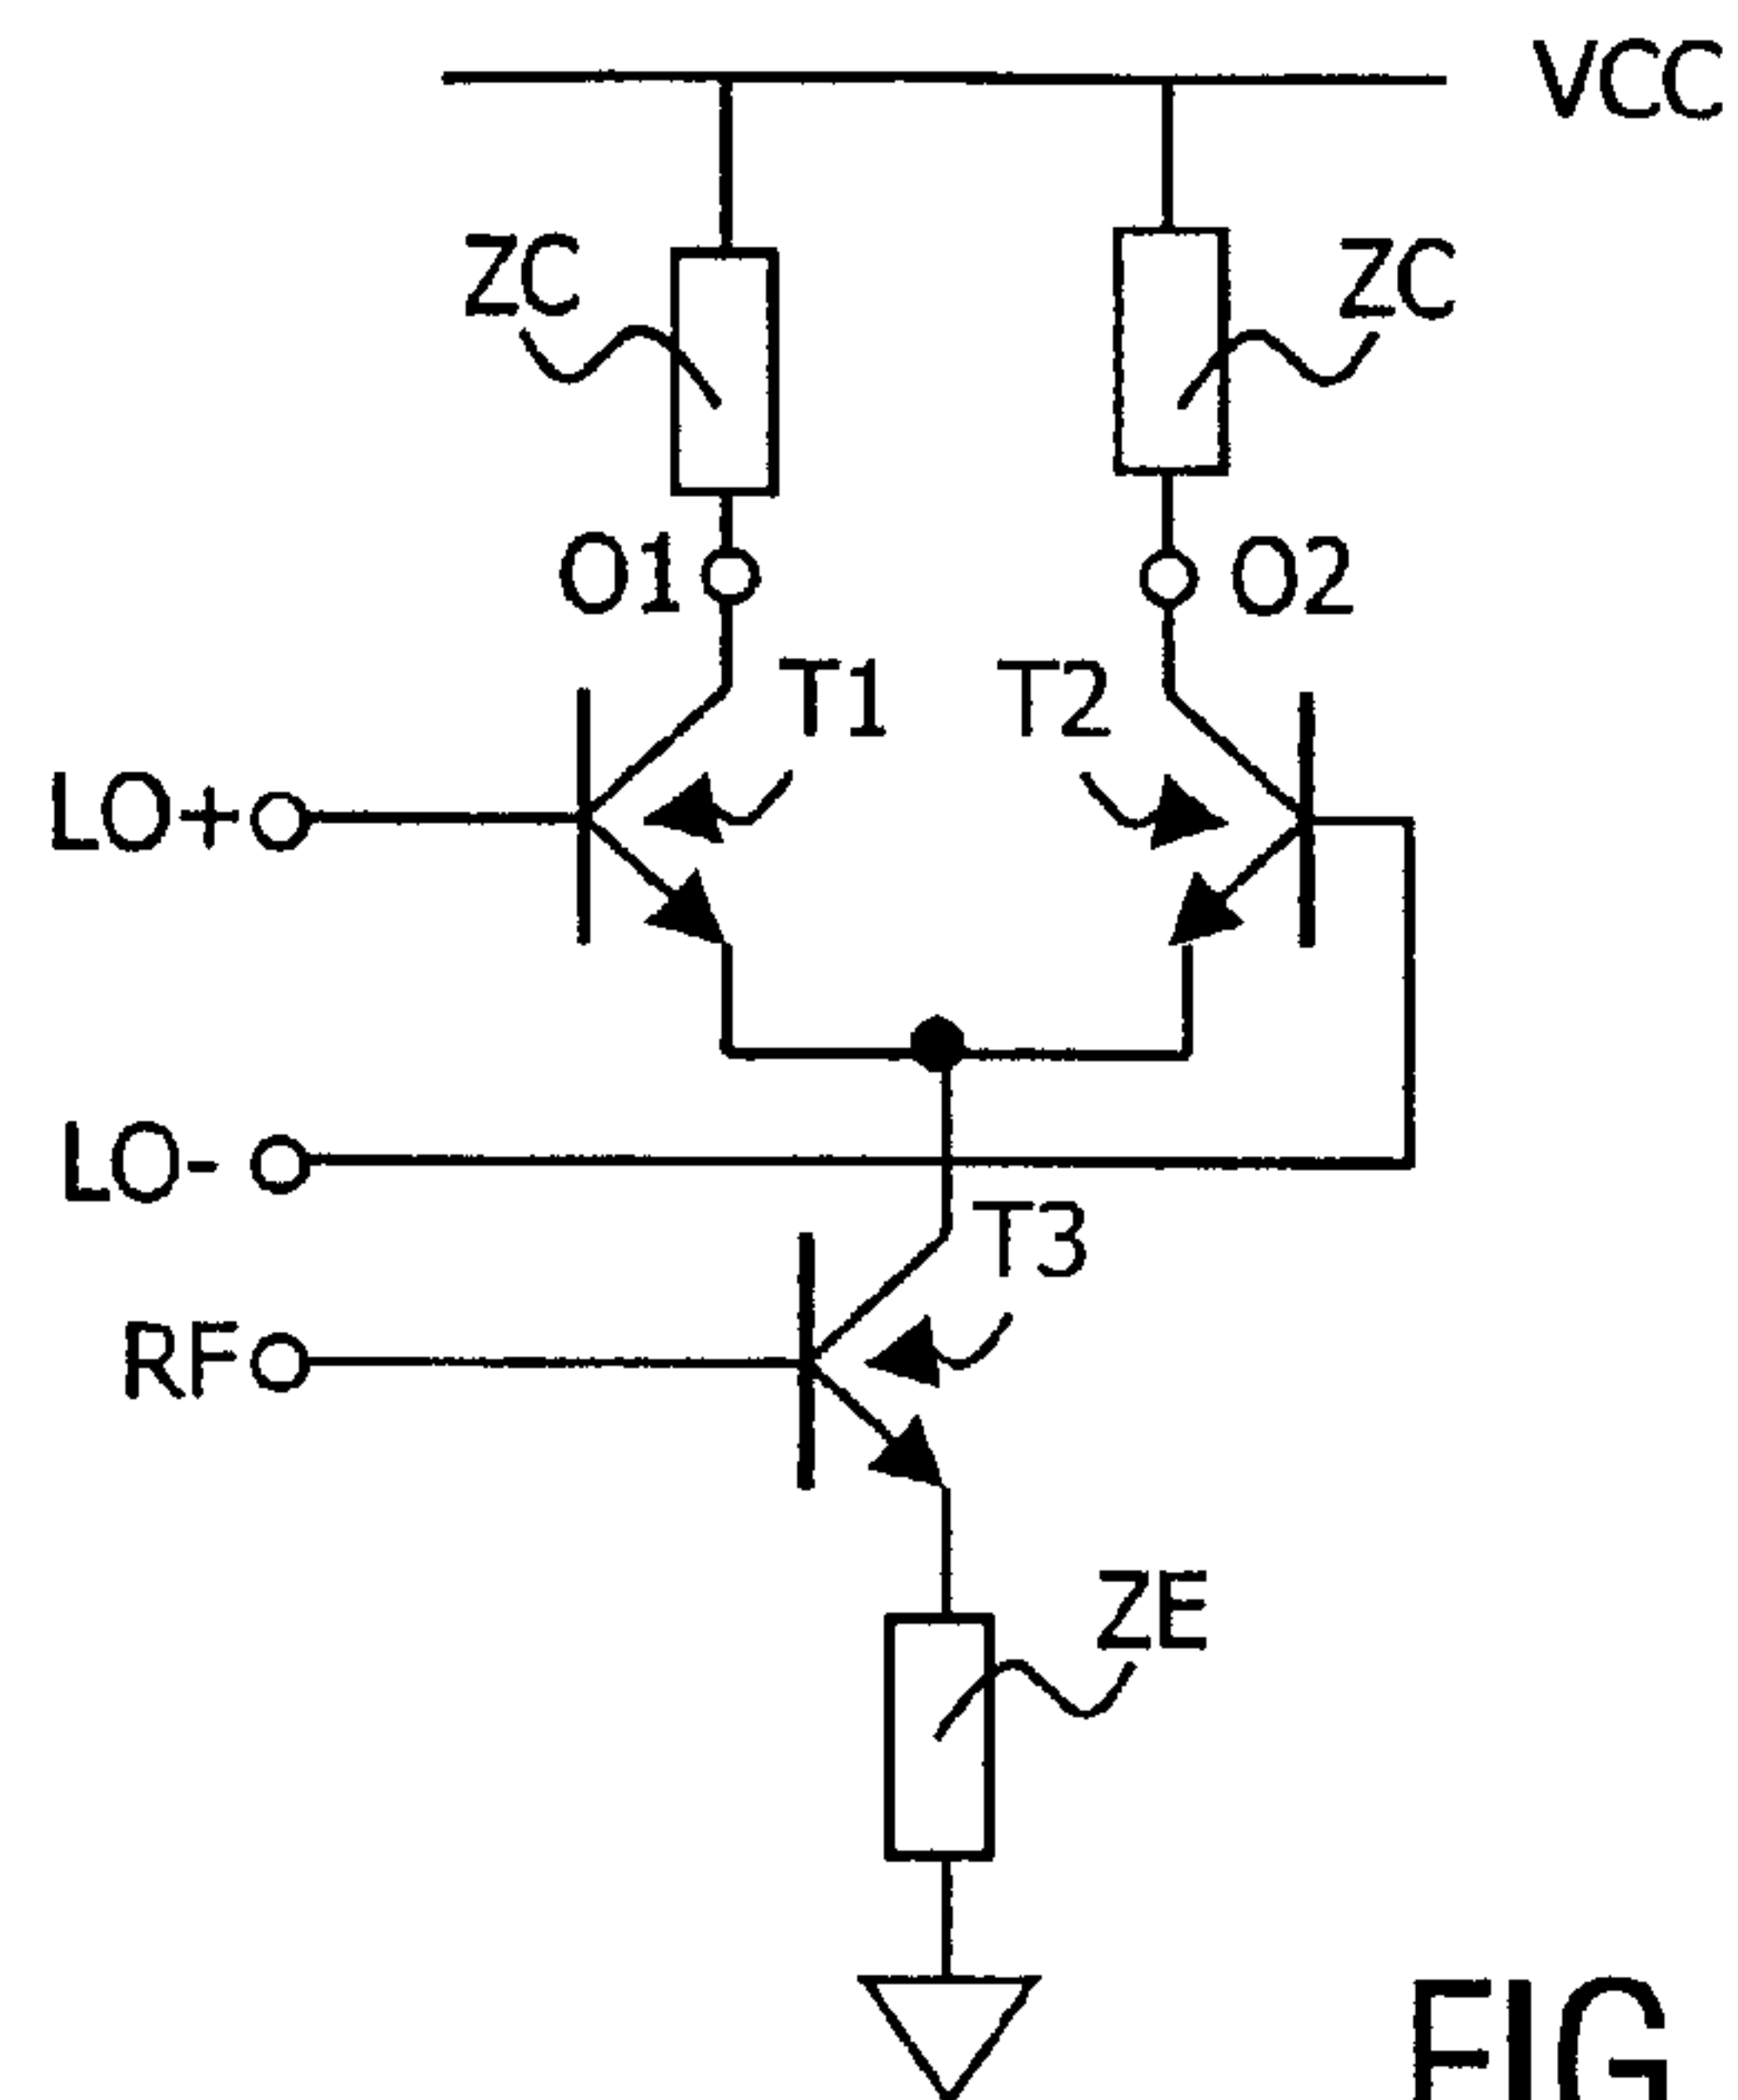 VCC
ZC
ZC
O1
O2
T1
T2
LO+
LO-
T3
RF
ZE
FIG